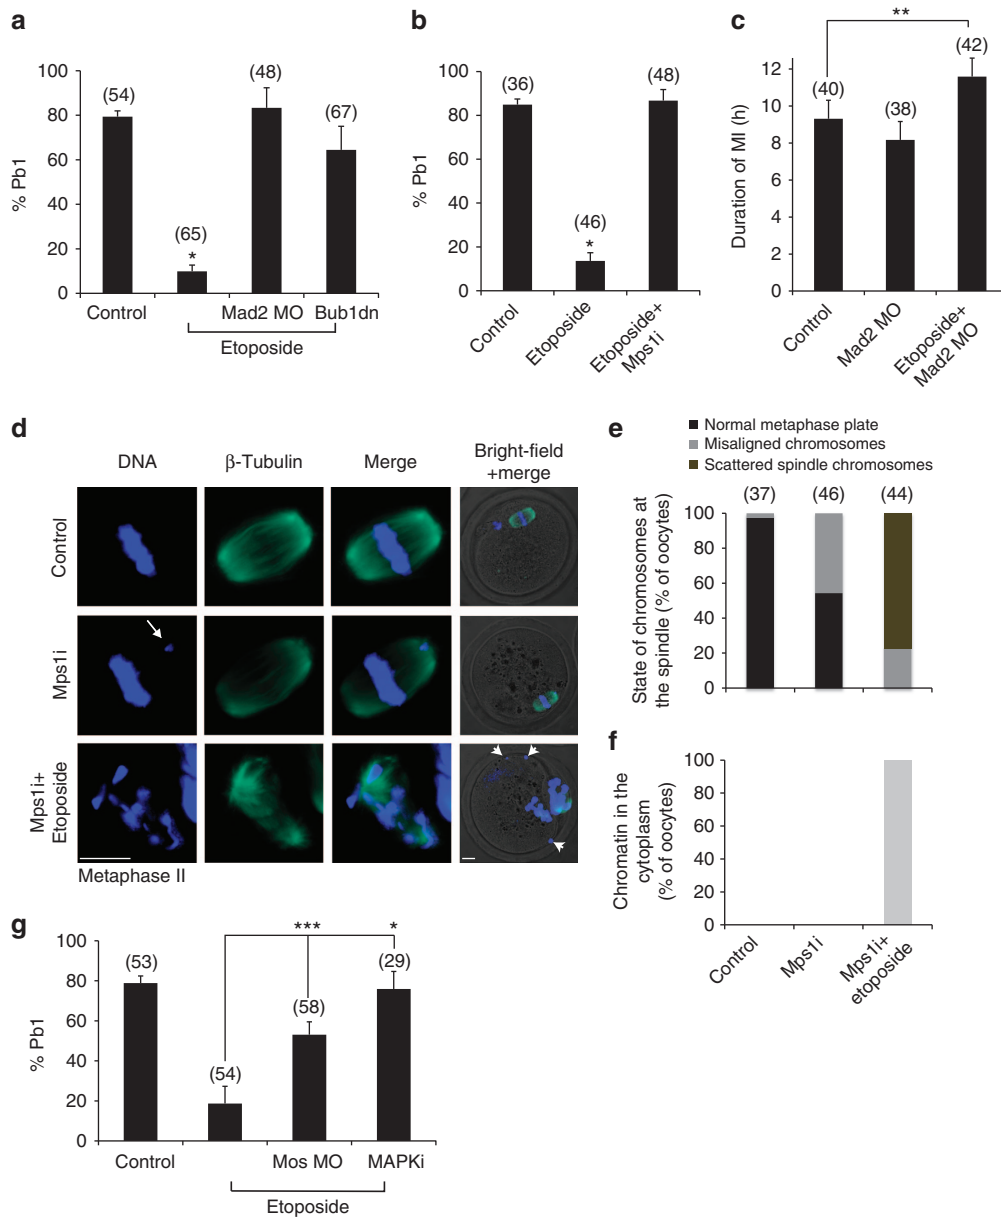 a
% Pb1
100
80
60
40
20
0
(54)
(65)
*
(48)
(67)
Control
Mad2 MO
Bub1dn
Etoposide
b
% Pb1
100
80
60
40
20
0
(36)
(46)
*
(48)
Control
Etoposide
Etoposide+
Mps1i
c
Duration of MI (h)
12
10
8
6
4
2
0
**
(40)
(38)
(42)
Control
Mad2 MO
Etoposide+
Mad2 MO
d
DNA
β-Tubulin
Merge
Bright-field
+merge
Control
Mps1i
Mps1i+
Etoposide
Metaphase II
e
Normal metaphase plate
Misaligned chromosomes
Scattered spindle chromosomes
State of chromosomes at
the spindle (% of oocytes)
(37)
(46)
(44)
100
80
60
40
20
0
f
Chromatin in the
cytoplasm
(% of oocytes)
100
80
60
40
20
0
Control
Mps1i
Mps1i+
etoposide
g
% Pb1
100
80
60
40
20
0
***
*
(53)
(54)
(58)
(29)
Control
Mos MO
MAPKi
Etoposide